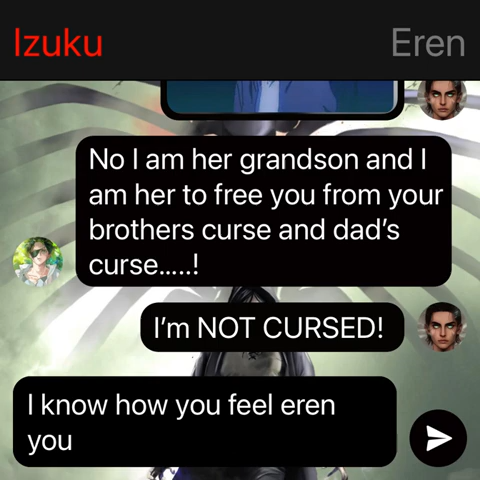 Izuku Eren
No I am her grandson and I
am her to free you from your
brothers curse and dad’s
curse.....!
I’m NOT CURSED!
I know how you feel eren
you